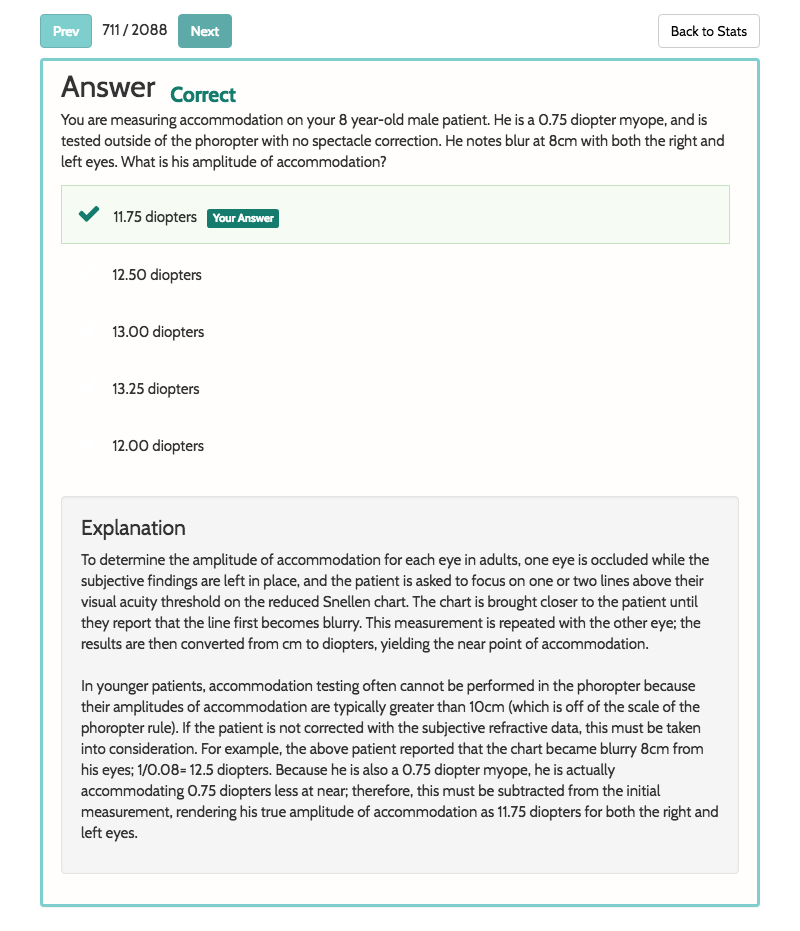 Prev 711 / 2088 Next Back to Stats
Answer Correct
You are measuring accommodation on your 8 year-old male patient. He is a 0.75 diopter myope, and is
tested outside of the phoropter with no spectacle correction. He notes blur at 8cm with both the right and
left eyes. What is his amplitude of accommodation?
11.75 diopters Your Answer
12.50 diopters
13.00 diopters
13.25 diopters
12.00 diopters
Explanation
To determine the amplitude of accommodation for each eye in adults, one eye is occluded while the
subjective findings are left in place, and the patient is asked to focus on one or two lines above their
visual acuity threshold on the reduced Snellen chart. The chart is brought closer to the patient until
they report that the line first becomes blurry. This measurement is repeated with the other eye; the
results are then converted from cm to diopters, yielding the near point of accommodation.
In younger patients, accommodation testing often cannot be performed in the phoropter because
their amplitudes of accommodation are typically greater than 10cm (which is off of the scale of the
phoropter rule). If the patient is not corrected with the subjective refractive data, this must be taken
into consideration. For example, the above patient reported that the chart became blurry 8cm from
his eyes; 1/0.08= 12.5 diopters. Because he is also a 0.75 diopter myope, he is actually
accommodating 0.75 diopters less at near; therefore, this must be subtracted from the initial
measurement, rendering his true amplitude of accommodation as 11.75 diopters for both the right and
left eyes.